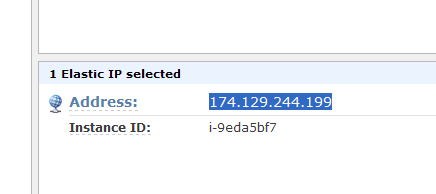 1 Elastic IP selected
Address: 174.129.244.199
Instance ID: i-9eda5bf7